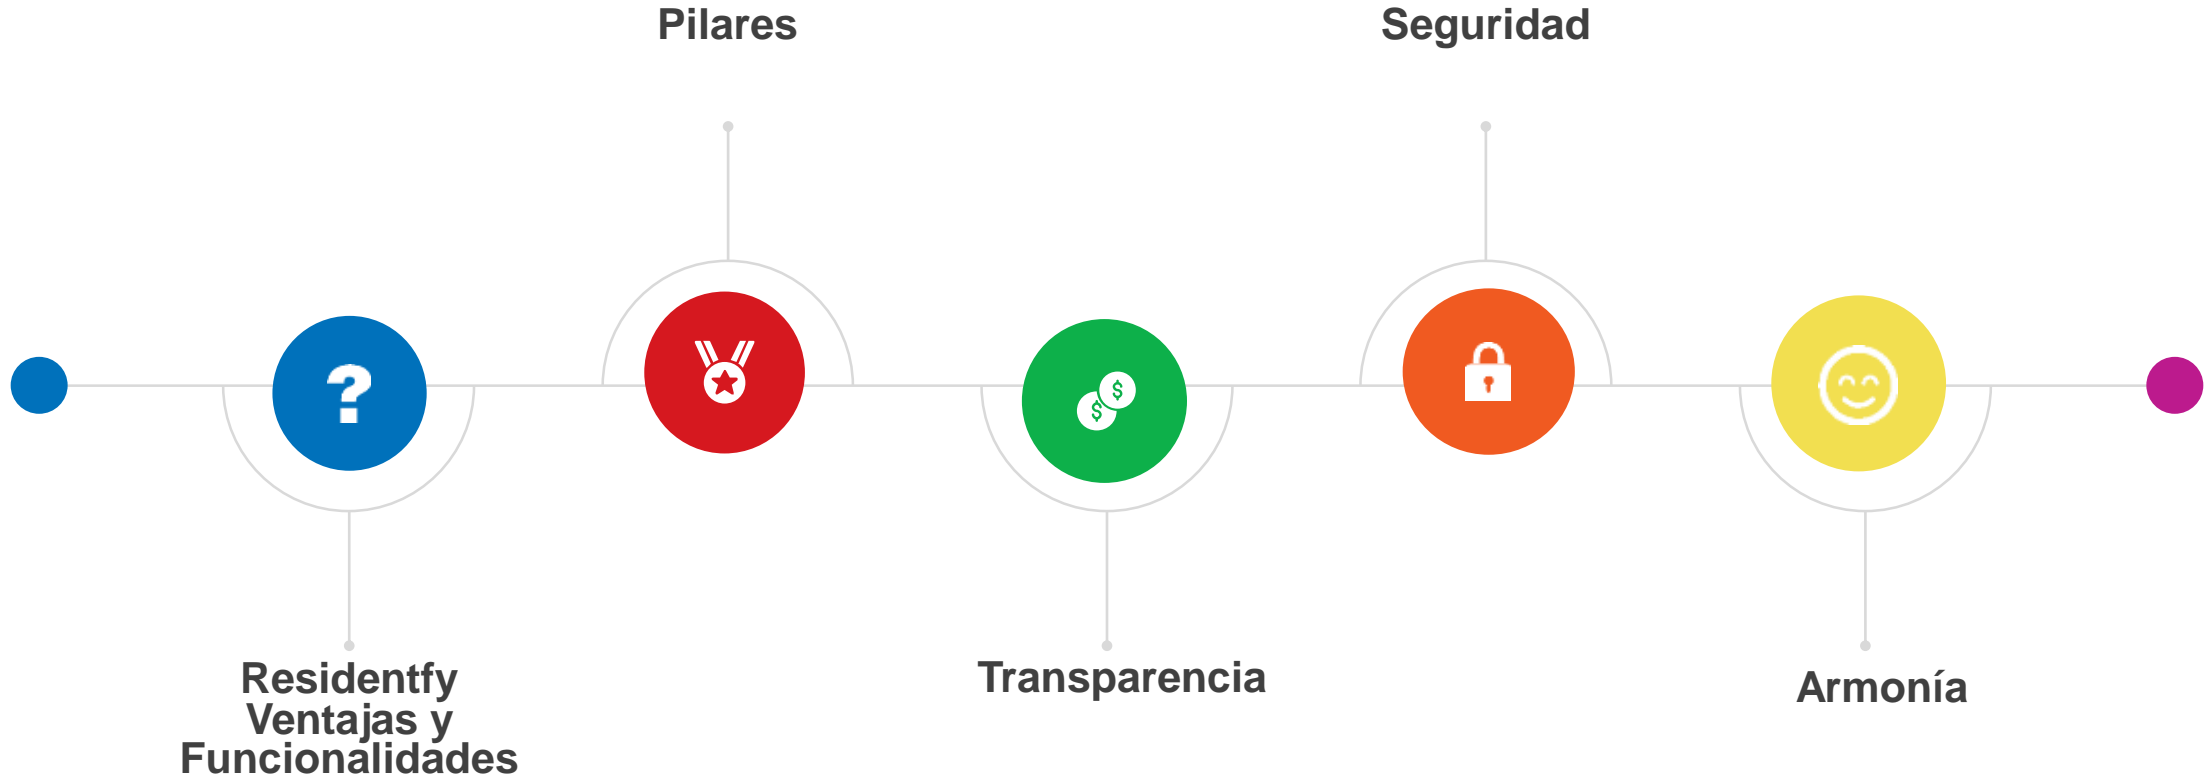 Pilares
Seguridad
?
$
$
Residentfy
Ventajas y
Funcionalidades
Transparencia
Armonía